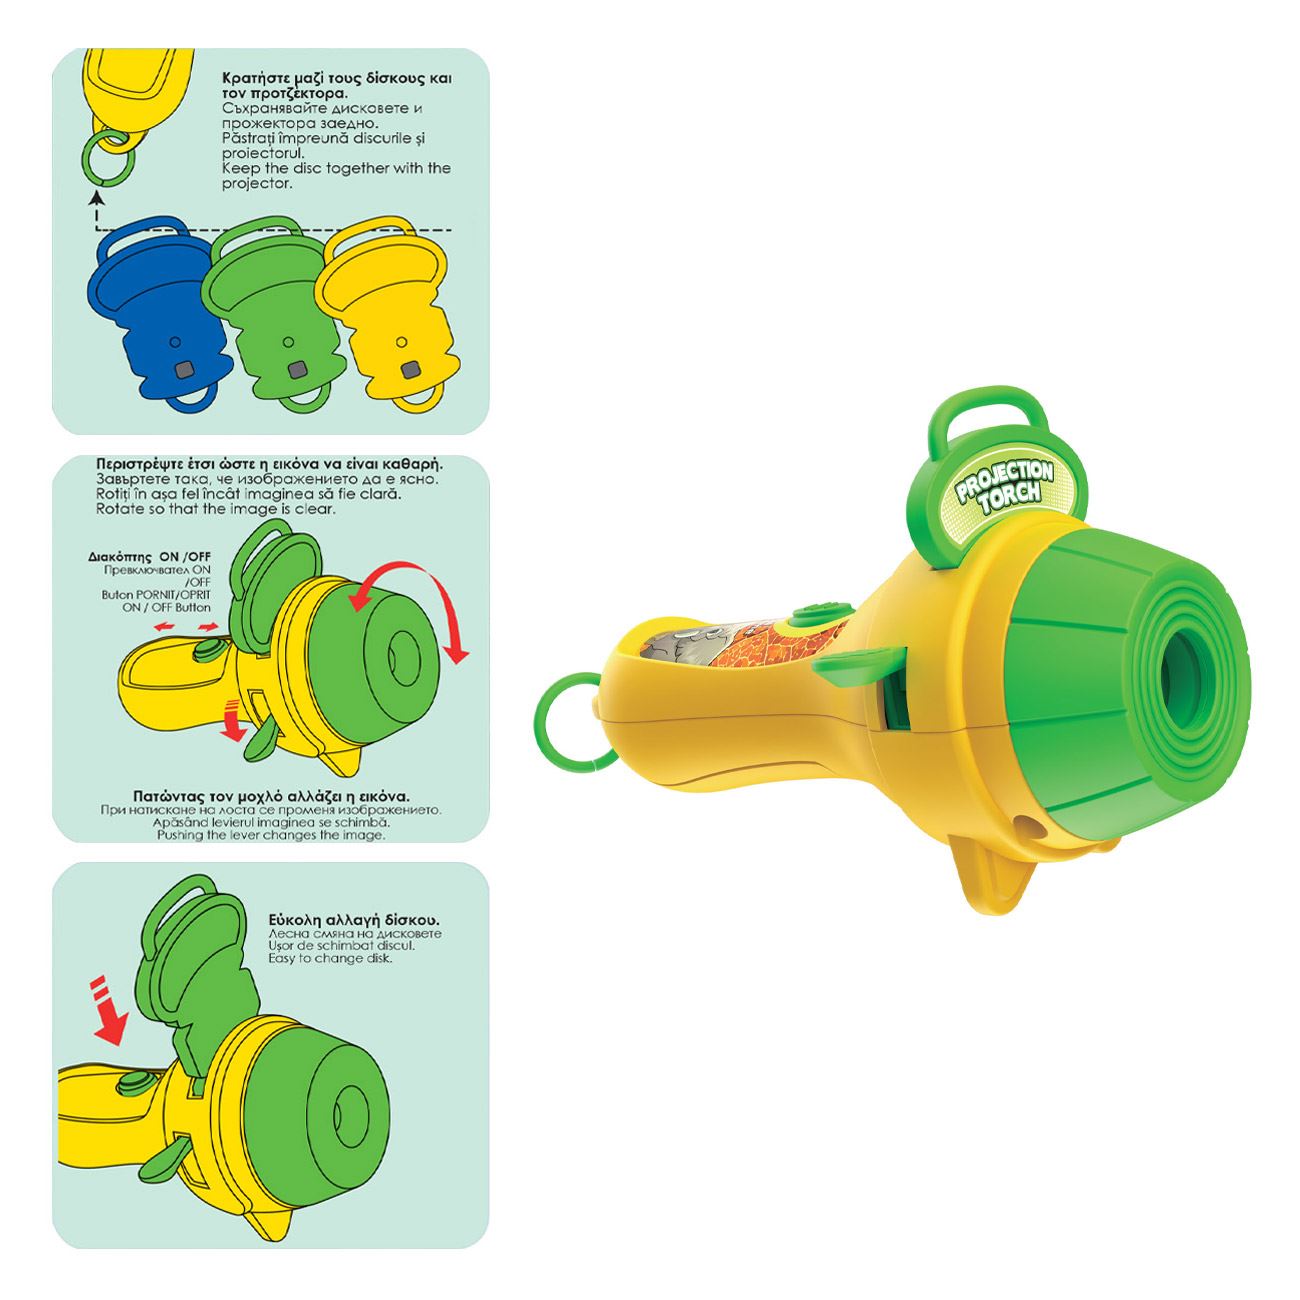 Κρατήστε μαζί τους δίσκους και
τον προτζέκτορα.
Съхранявайте дисковете и
прожектора заедно.
Păstrați împreună discurile și
proiectorul.
Keep the disc together with the
projector.
Περιστρέψτε έτσι ώστε η εικόνα να είναι καθαρή.
Завъртете така, че изображението да е ясно.
Rotiți în așa fel încât imaginea să fie clară.
Rotate so that the image is clear.
Διακόπτης ON /OFF
Превключвател ON
/OFF
Buton PORNIT/OPRIT
ON / OFF Button
Πατώντας τον μοχλό αλλάζει η εικόνα.
При натискане на лоста се променя изображението.
Apăsând levierul imaginea se schimbă.
Pushing the lever changes the image.
Εύκολη αλλαγή δίσκου.
Лесна смяна на дисковете
Ușor de schimbat discul.
Easy to change disk.
PROJECTION
TORCH